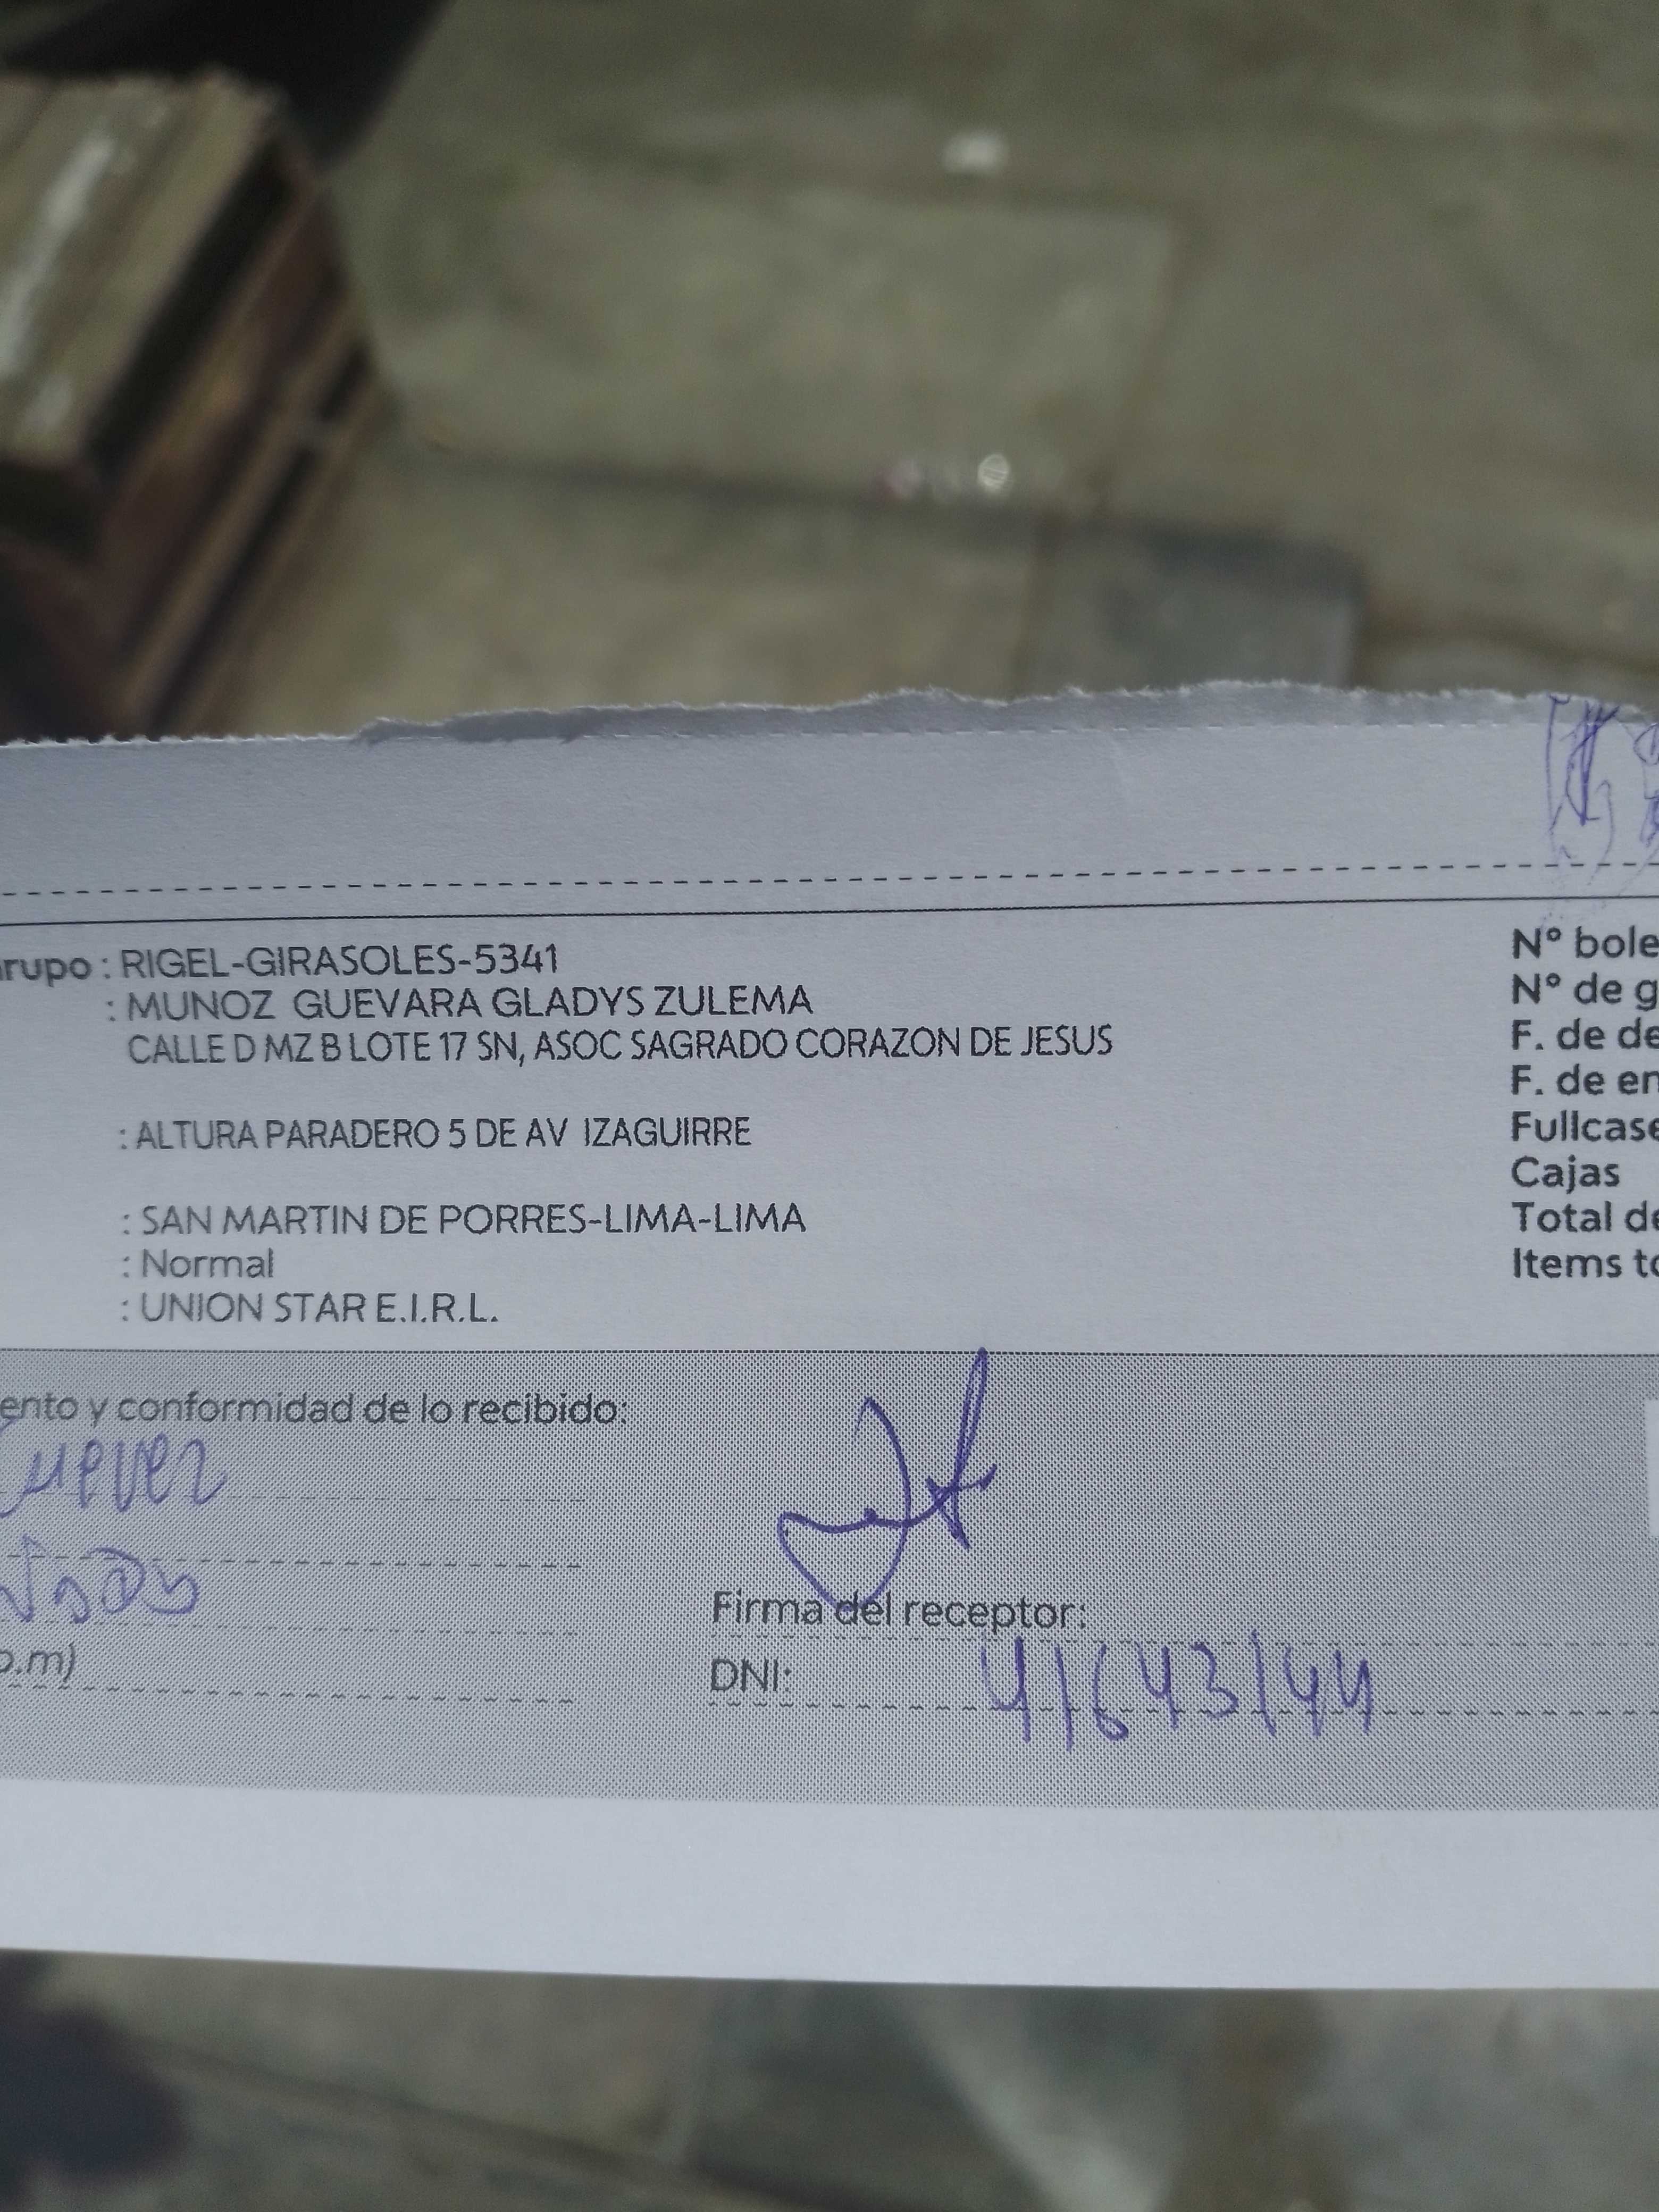 rupo : RIGEL-GIRASOLES-5341
: MUNOZ GUEVARA GLADYS ZULEMA
CALLE D MZ B LOTE 17 SN, ASOC SAGRADO CORAZON DE JESUS
: ALTURA PARADERO 5 DE AV IZAGUIRRE
: SAN MARTIN DE PORRES-LIMA-LIMA
: Normal
: UNION STAR E.I.R.L.
Nº bole
Nº de g
F. de de
F. de en
Fullcase
Cajas
Total de
Items to
ento y conformidad de lo recibido:
p.m)
Firma del receptor:
DNI: 41643144